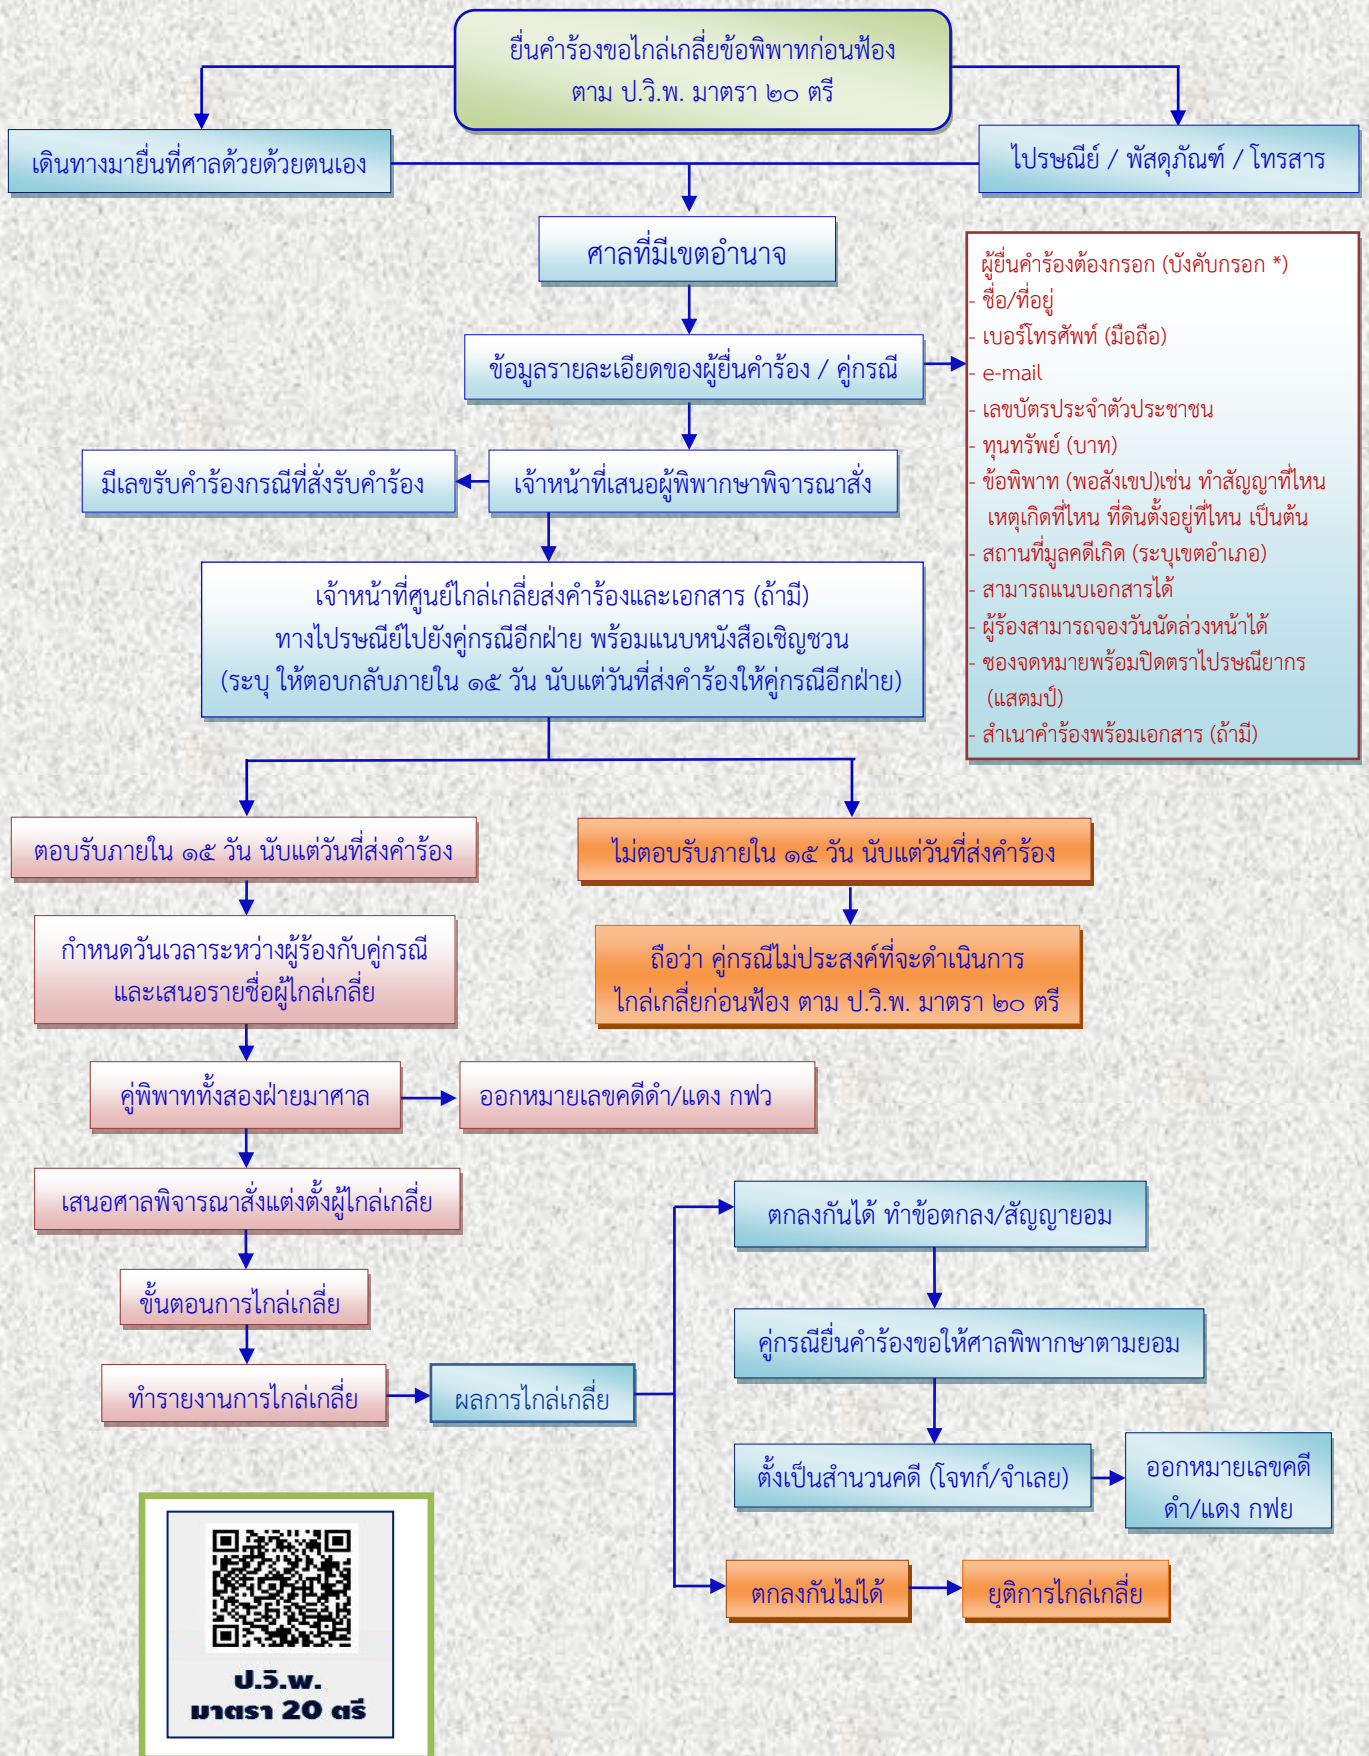 ยื่นคำร้องขอไกล่เกลี่ยข้อพิพาทก่อนฟ้อง
ตาม ป.วิ.พ. มาตรา ๒๐ ตรี
เดินทางมายื่นที่ศาลด้วยด้วยตนเอง
ไปรษณีย์ / พัสดุภัณฑ์ / โทรสาร
ศาลที่มีเขตอำนาจ
ข้อมูลรายละเอียดของผู้ยื่นคำร้อง / คู่กรณี
ผู้ยื่นคำร้องต้องกรอก (บังคับกรอก *)
- ชื่อ/ที่อยู่
- เบอร์โทรศัพท์ (มือถือ)
- e-mail
- เลขบัตรประจำตัวประชาชน
- ทุนทรัพย์ (บาท)
- ข้อพิพาท (พอสังเขป)เช่น ทำสัญญาที่ไหน
เหตุเกิดที่ไหน ที่ดินตั้งอยู่ที่ไหน เป็นต้น
- สถานที่มูลคดีเกิด (ระบุเขตอำเภอ)
- สามารถแนบเอกสารได้
- ผู้ร้องสามารถจองวันนัดล่วงหน้าได้
- ซองจดหมายพร้อมปิดตราไปรษณียากร
(แสตมป์)
- สำเนาคำร้องพร้อมเอกสาร (ถ้ามี)
มีเลขรับคำร้องกรณีที่สั่งรับคำร้อง
เจ้าหน้าที่เสนอผู้พิพากษาพิจารณาสั่ง
เจ้าหน้าที่ศูนย์ไกล่เกลี่ยส่งคำร้องและเอกสาร (ถ้ามี)
ทางไปรษณีย์ไปยังคู่กรณีอีกฝ่าย พร้อมแนบหนังสือเชิญชวน
(ระบุ ให้ตอบกลับภายใน ๑๕ วัน นับแต่วันที่ส่งคำร้องให้คู่กรณีอีกฝ่าย)
ตอบรับภายใน ๑๕ วัน นับแต่วันที่ส่งคำร้อง
ไม่ตอบรับภายใน ๑๕ วัน นับแต่วันที่ส่งคำร้อง
กำหนดวันเวลาระหว่างผู้ร้องกับคู่กรณี
และเสนอรายชื่อผู้ไกล่เกลี่ย
ถือว่า คู่กรณีไม่ประสงค์ที่จะดำเนินการ
ไกล่เกลี่ยก่อนฟ้อง ตาม ป.วิ.พ. มาตรา ๒๐ ตรี
คู่พิพาททั้งสองฝ่ายมาศาล
ออกหมายเลขคดีดำ/แดง กฟว
เสนอศาลพิจารณาสั่งแต่งตั้งผู้ไกล่เกลี่ย
ตกลงกันได้ ทำข้อตกลง/สัญญายอม
ขั้นตอนการไกล่เกลี่ย
คู่กรณียื่นคำร้องขอให้ศาลพิพากษาตามยอม
ทำรายงานการไกล่เกลี่ย
ผลการไกล่เกลี่ย
ตั้งเป็นสำนวนคดี (โจทก์/จำเลย)
ออกหมายเลขคดี
ดำ/แดง กฟย
ตกลงกันไม่ได้
ยุติการไกล่เกลี่ย
ป.วิ.พ.
มาตรา 20 ตรี